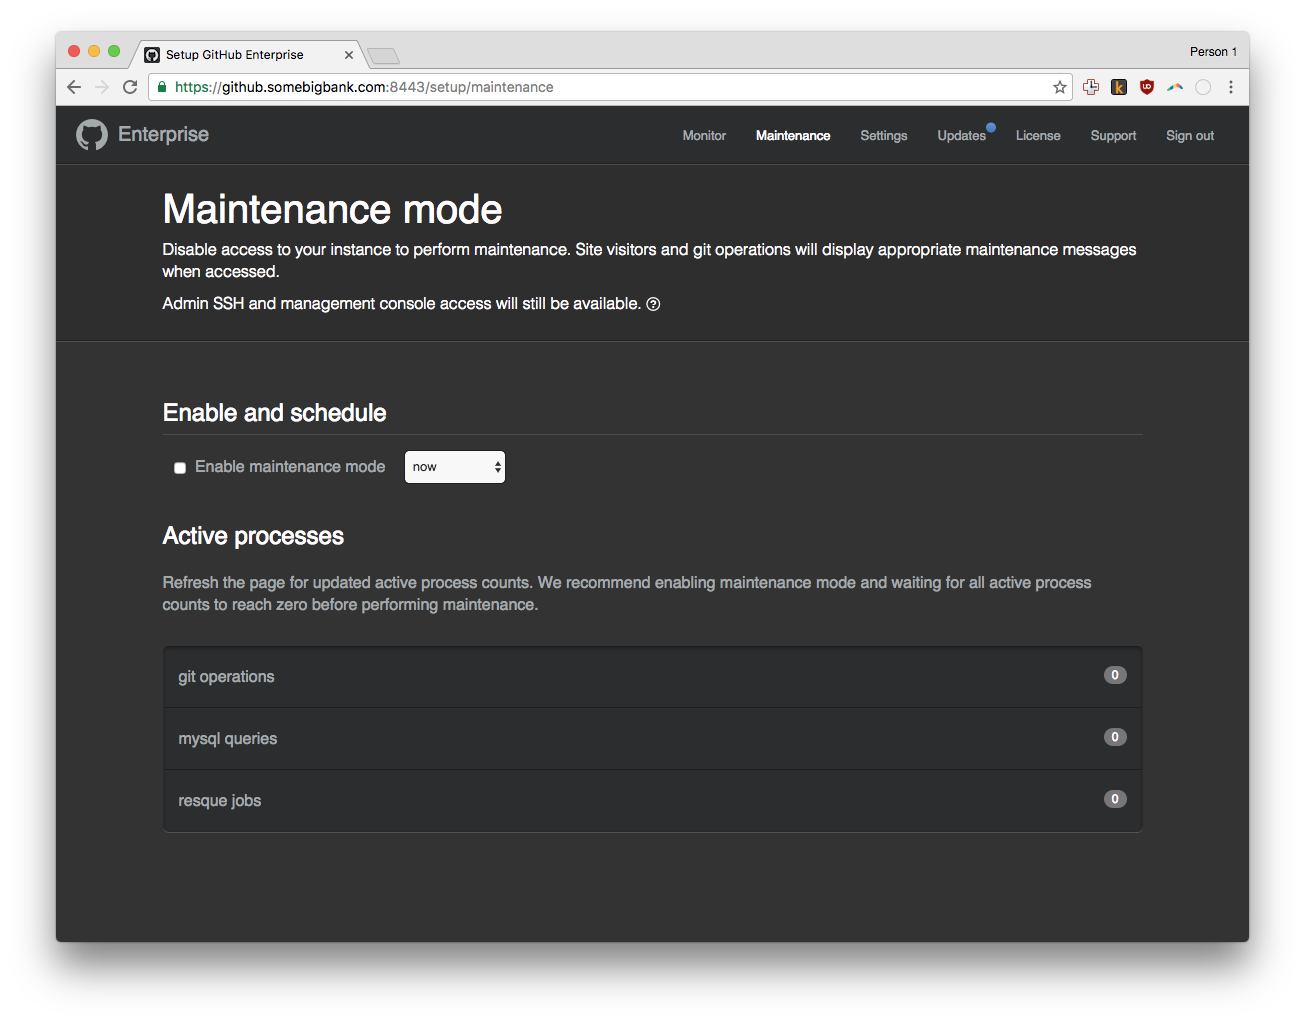 Setup GitHub Enterprise
Person 1
https://github.somebigbank.com:8443/setup/maintenance
k
Enterprise
Monitor
Maintenance
Settings
Updates
License
Support
Sign out
Maintenance mode
Disable access to your instance to perform maintenance. Site visitors and git operations will display appropriate maintenance messages
when accessed.
Admin SSH and management console access will still be available. ?
Enable and schedule
Enable maintenance mode
now
Active processes
Refresh the page for updated active process counts. We recommend enabling maintenance mode and waiting for all active process
counts to reach zero before performing maintenance.
git operations 0
mysql queries 0
resque jobs 0